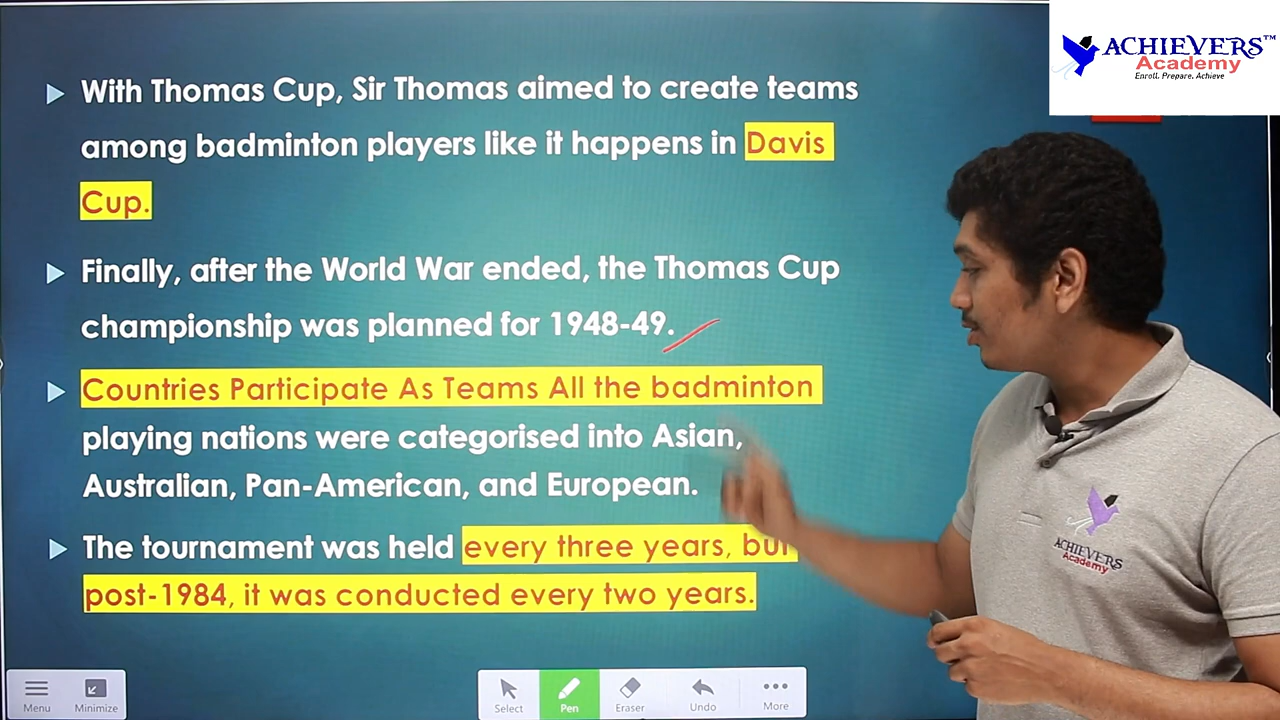 ACHIEVERS™
Academy
Enroll. Prepare. Achieve
With Thomas Cup, Sir Thomas aimed to create teams
among badminton players like it happens in Davis
Cup.
Finally, after the World War ended, the Thomas Cup
championship was planned for 1948-49.
Countries Participate As Teams All the badminton
playing nations were categorised into Asian,
Australian, Pan-American, and European.
The tournament was held every three years, but
post-1984, it was conducted every two years.
ACHIEVERS
Academy
Menu
Minimize
Select
Pen
Eraser
Undo
More